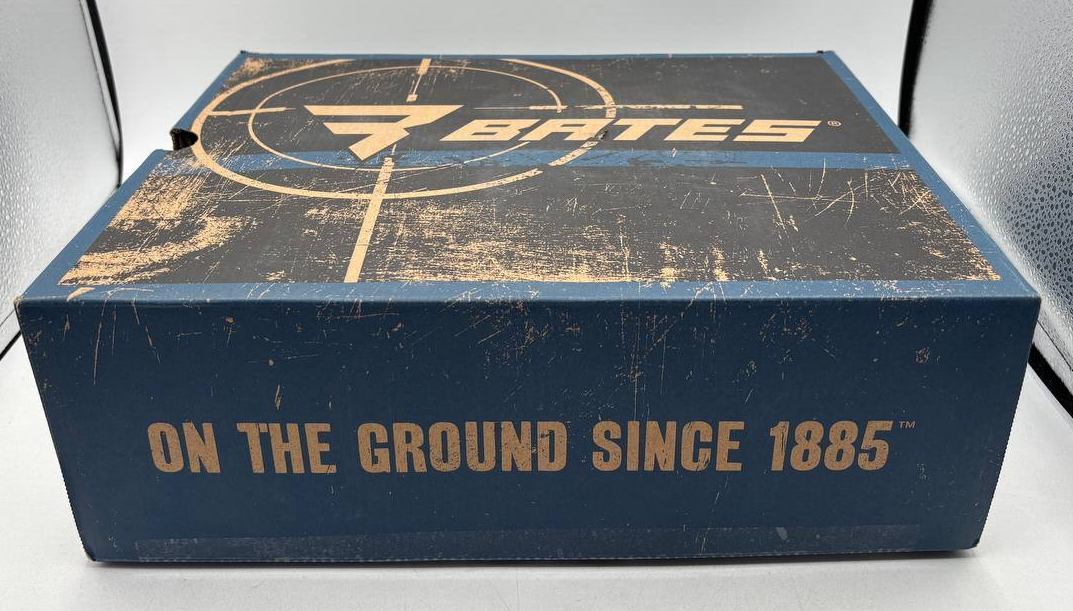 BATES®
ON THE GROUND SINCE 1885™